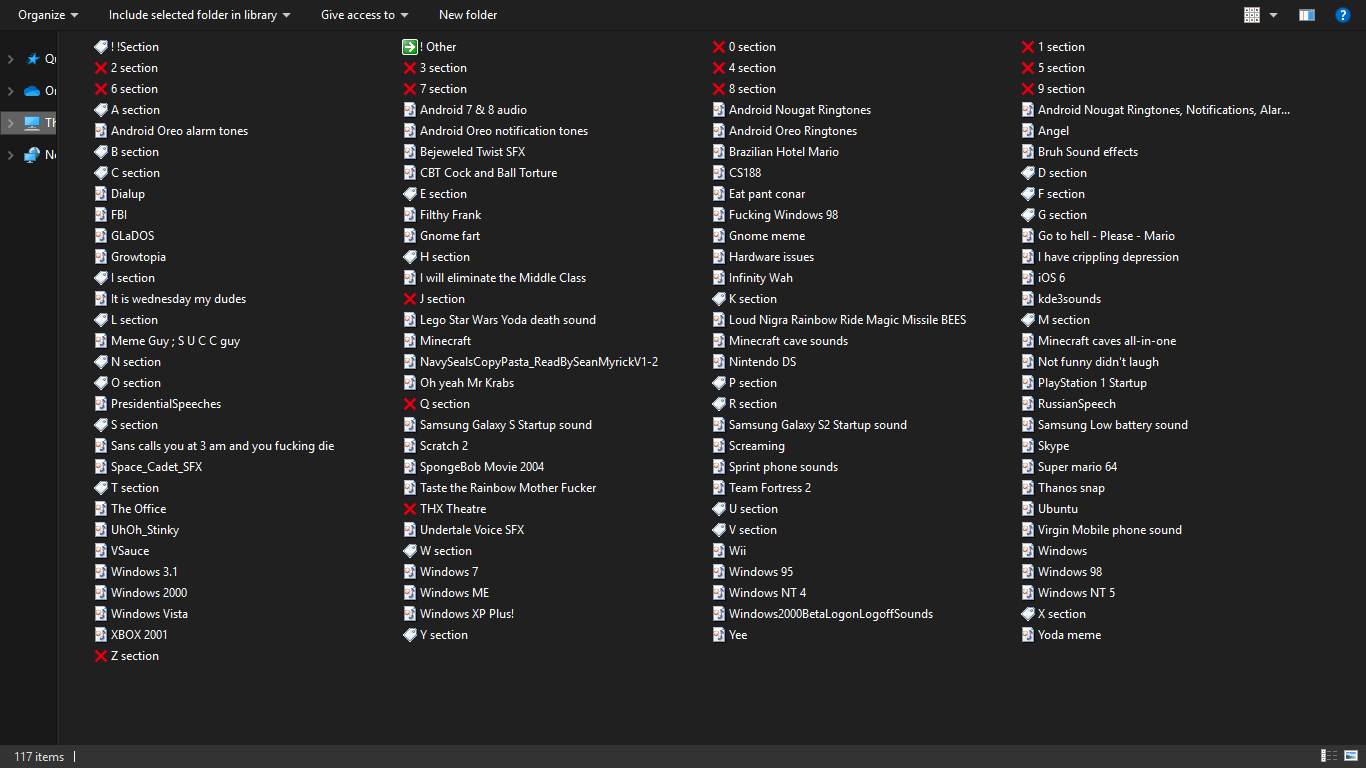 Organize Include selected folder in library Give access to New folder
! !Section ! Other 0 section 1 section
2 section 3 section 4 section 5 section
6 section 7 section 8 section 9 section
A section Android 7 & 8 audio Android Nougat Ringtones Android Nougat Ringtones, Notifications, Alar...
Android Oreo alarm tones Android Oreo notification tones Android Oreo Ringtones Angel
B section Bejeweled Twist SFX Brazilian Hotel Mario Bruh Sound effects
C section CBT Cock and Ball Torture CS188 D section
Dialup E section Eat pant conar F section
FBI Filthy Frank Fucking Windows 98 G section
GLaDOS Gnome fart Gnome meme Go to hell - Please - Mario
Growtopia H section Hardware issues I have crippling depression
I section I will eliminate the Middle Class Infinity Wah iOS 6
It is wednesday my dudes J section K section kde3sounds
L section Lego Star Wars Yoda death sound Loud Nigra Rainbow Ride Magic Missile BEES M section
Meme Guy ; S U C C guy Minecraft Minecraft cave sounds Minecraft caves all-in-one
N section NavySealsCopyPasta_ReadBySeanMyrickV1-2 Nintendo DS Not funny didn't laugh
O section Oh yeah Mr Krabs P section PlayStation 1 Startup
PresidentialSpeeches Q section R section RussianSpeech
S section Samsung Galaxy S Startup sound Samsung Galaxy S2 Startup sound Samsung Low battery sound
Sans calls you at 3 am and you fucking die Scratch 2 Screaming Skype
Space_Cadet_SFX SpongeBob Movie 2004 Sprint phone sounds Super mario 64
T section Taste the Rainbow Mother Fucker Team Fortress 2 Thanos snap
The Office THX Theatre U section Ubuntu
UhOh_Stinky Undertale Voice SFX V section Virgin Mobile phone sound
VSauce W section Wii Windows
Windows 3.1 Windows 7 Windows 95 Windows 98
Windows 2000 Windows ME Windows NT 4 Windows NT 5
Windows Vista Windows XP Plus! Windows2000BetaLogonLogoffSounds X section
XBOX 2001 Y section Yee Yoda meme
Z section
117 items